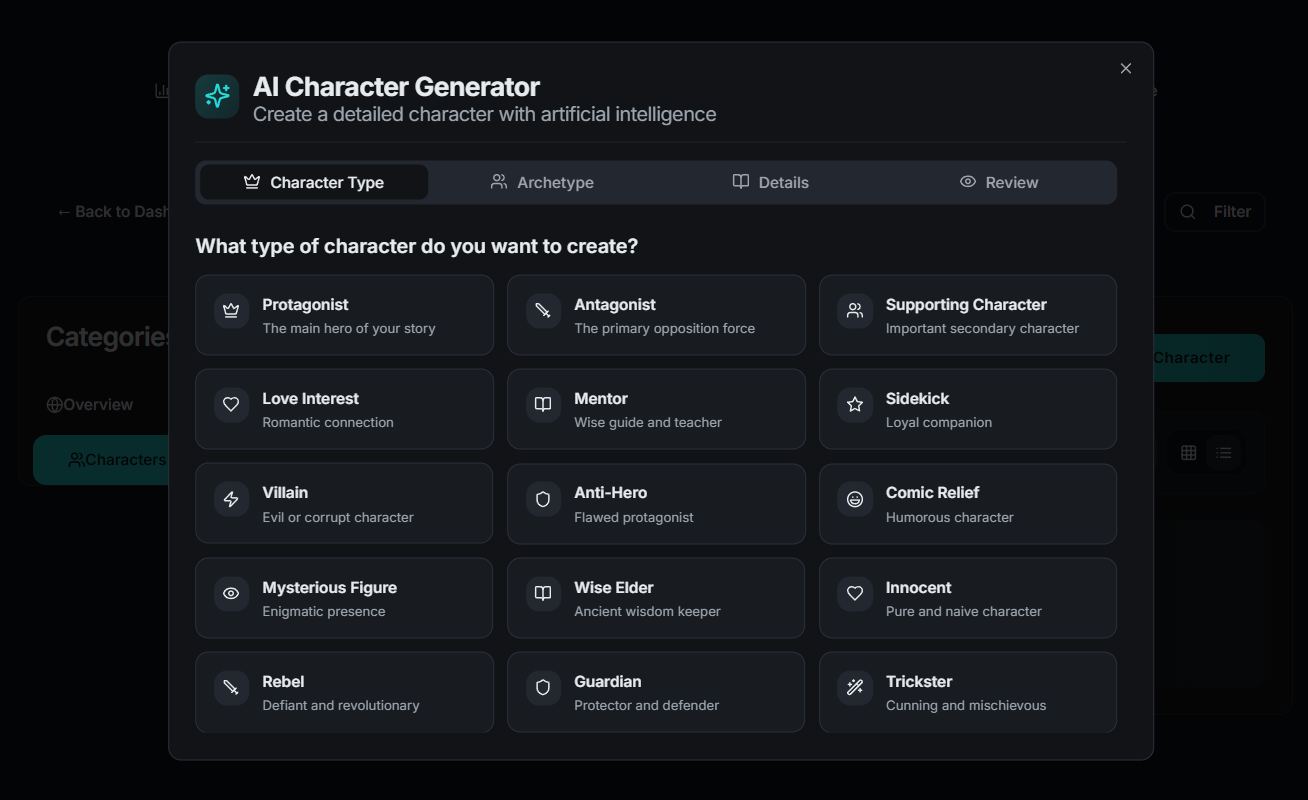 AI Character Generator
Create a detailed character with artificial intelligence
← Back to Dash
Filter
Character Type
Archetype
Details
Review
What type of character do you want to create?
Categories
Overview
Characters
Character
Protagonist
The main hero of your story
Antagonist
The primary opposition force
Supporting Character
Important secondary character
Love Interest
Romantic connection
Mentor
Wise guide and teacher
Sidekick
Loyal companion
Villain
Evil or corrupt character
Anti-Hero
Flawed protagonist
Comic Relief
Humorous character
Mysterious Figure
Enigmatic presence
Wise Elder
Ancient wisdom keeper
Innocent
Pure and naive character
Rebel
Defiant and revolutionary
Guardian
Protector and defender
Trickster
Cunning and mischievous